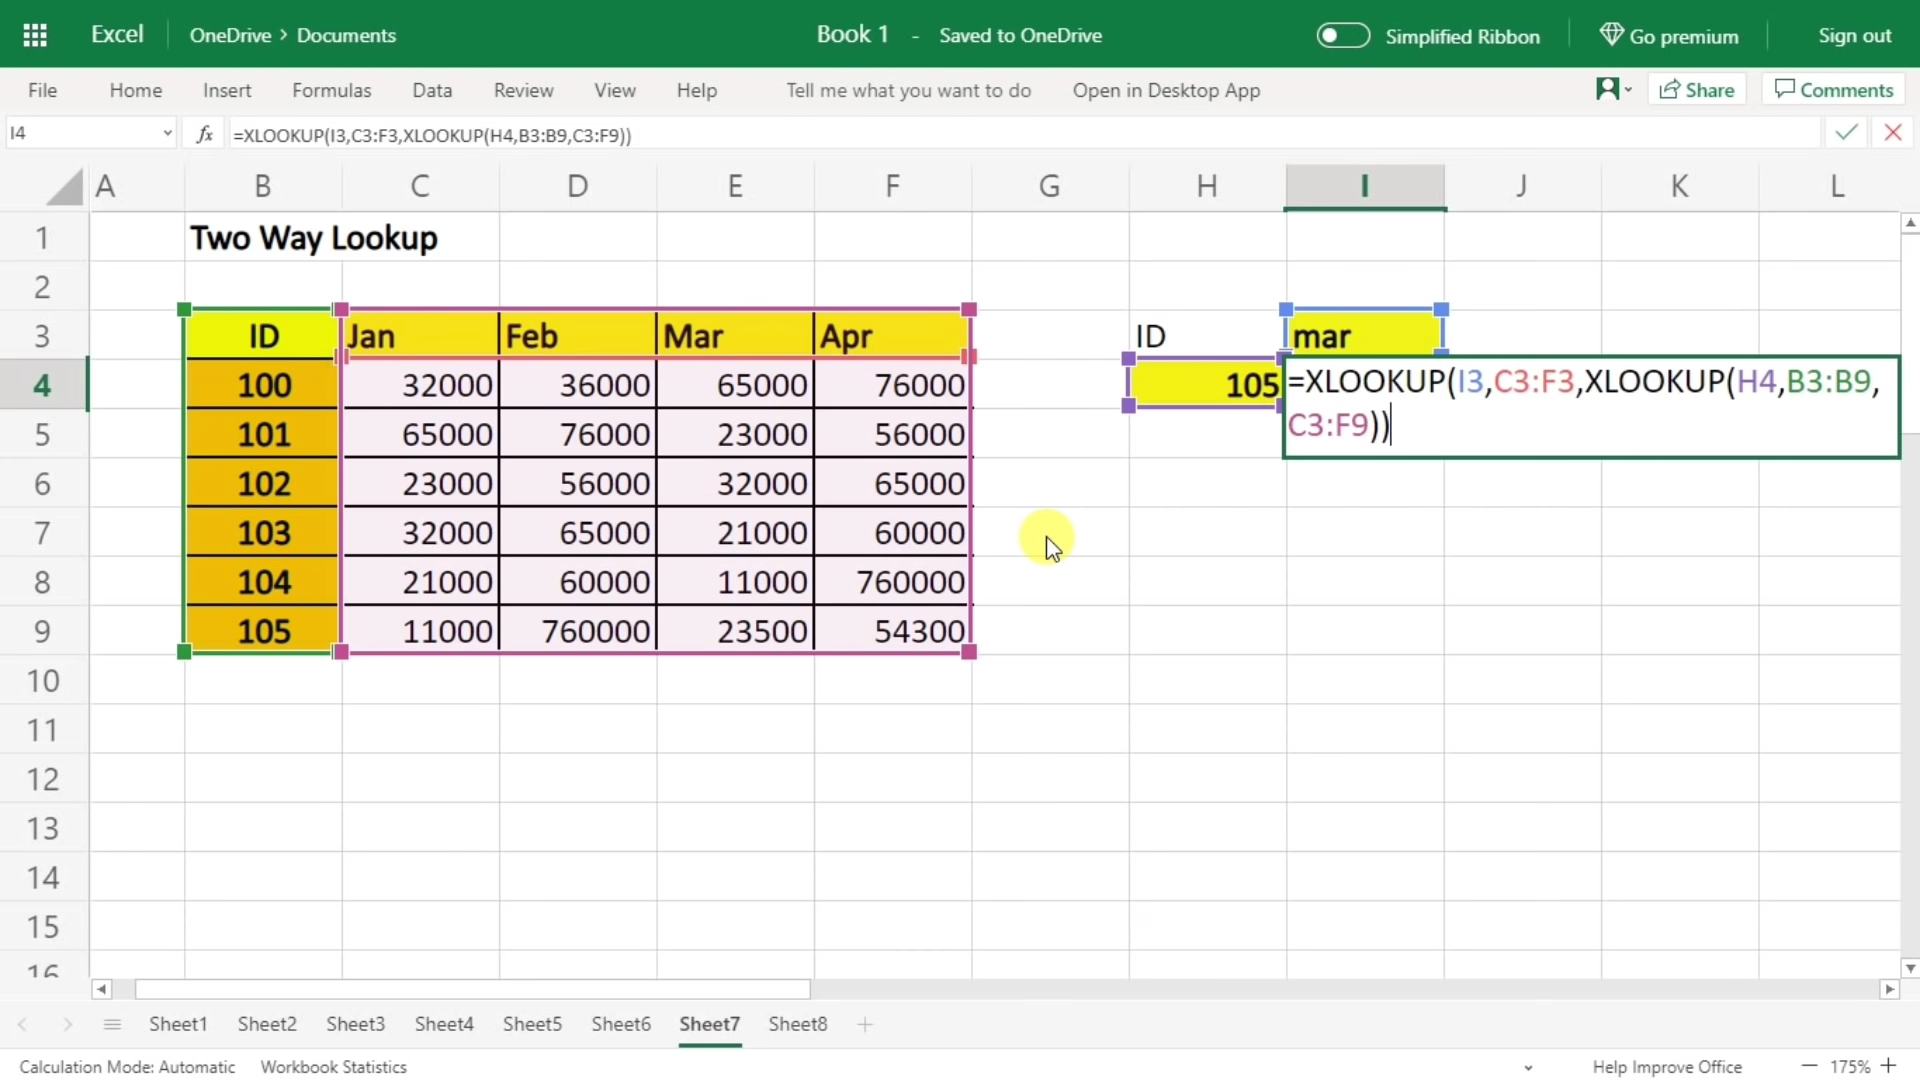 Excel OneDrive > Documents Book 1 - Saved to OneDrive Simplified Ribbon Go premium Sign out
File Home Insert Formulas Data Review View Help Tell me what you want to do Open in Desktop App Share Comments
I4 fx =XLOOKUP(I3,C3:F3,XLOOKUP(H4,B3:B9,C3:F9))
A B C D E F G H I J K L
1 Two Way Lookup
2
3 ID Jan Feb Mar Apr ID mar
4 100 32000 36000 65000 76000 105 =XLOOKUP(I3,C3:F3,XLOOKUP(H4,B3:B9,
C3:F9))
5 101 65000 76000 23000 56000
6 102 23000 56000 32000 65000
7 103 32000 65000 21000 60000
8 104 21000 60000 11000 760000
9 105 11000 760000 23500 54300
10
11
12
13
14
15
16
Sheet1 Sheet2 Sheet3 Sheet4 Sheet5 Sheet6 Sheet7 Sheet8
Calculation Mode: Automatic Workbook Statistics Help Improve Office — 175% +